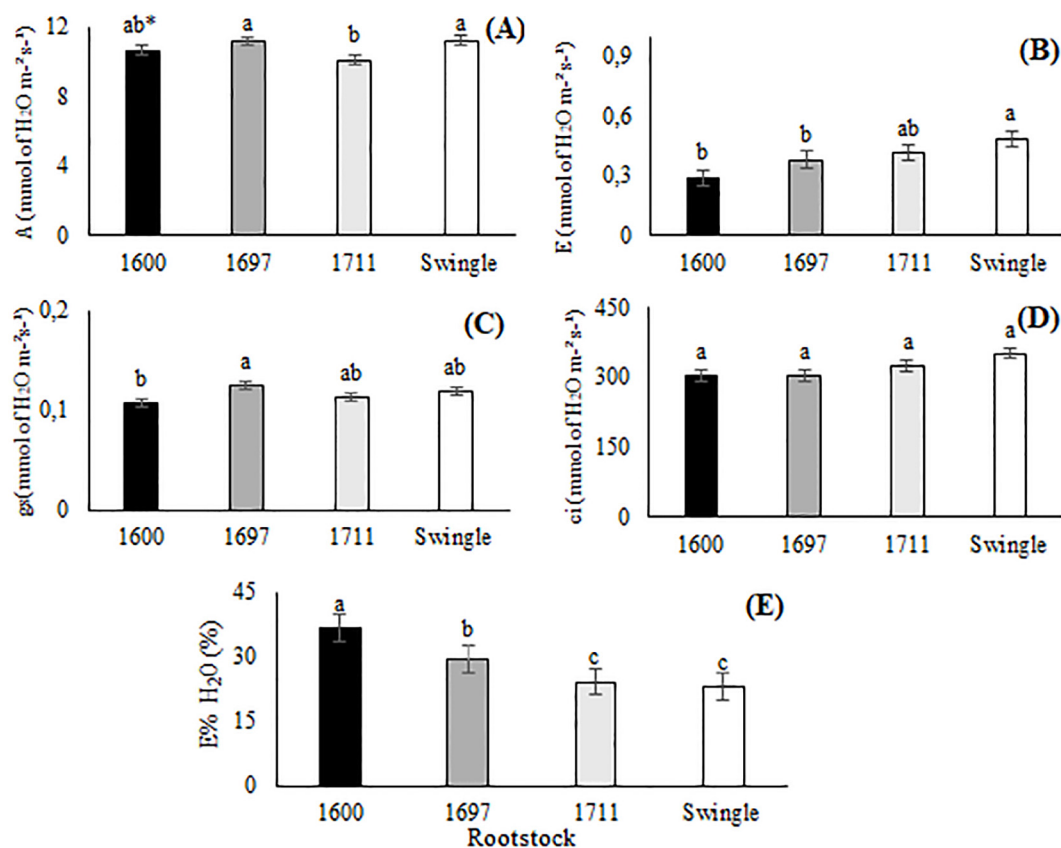 (A)
A (mmol of H₂O m-²s-¹)
12
8
4
0
ab*
a
b
a
1600 1697 1711 Swingle
(B)
E (mmol of H₂O m-²s-¹)
0,9
0,6
0,3
0
b
b
ab
a
1600 1697 1711 Swingle
(C)
gs(mmol of H₂O m-²s-¹)
0,2
0,1
0
b
a
ab
ab
1600 1697 1711 Swingle
(D)
ci (mmol of H₂O m-² s-¹)
450
300
150
0
a
a
a
a
1600 1697 1711 Swingle
(E)
E% H₂O (%)
45
30
15
0
a
b
c
c
1600 1697 1711 Swingle
Rootstock